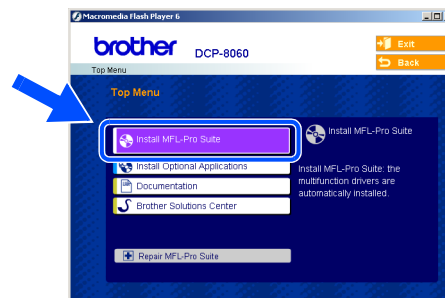 Macromedia Flash Player 6
brother
DCP-8060
Exit
Back
Top Menu
Top Menu
Install MFL-Pro Suite
Install Optional Applications
Documentation
Brother Solutions Center
Repair MFL-Pro Suite
Install MFL-Pro Suite
Install MFL-Pro Suite: the
multifunction drivers are
automatically installed.